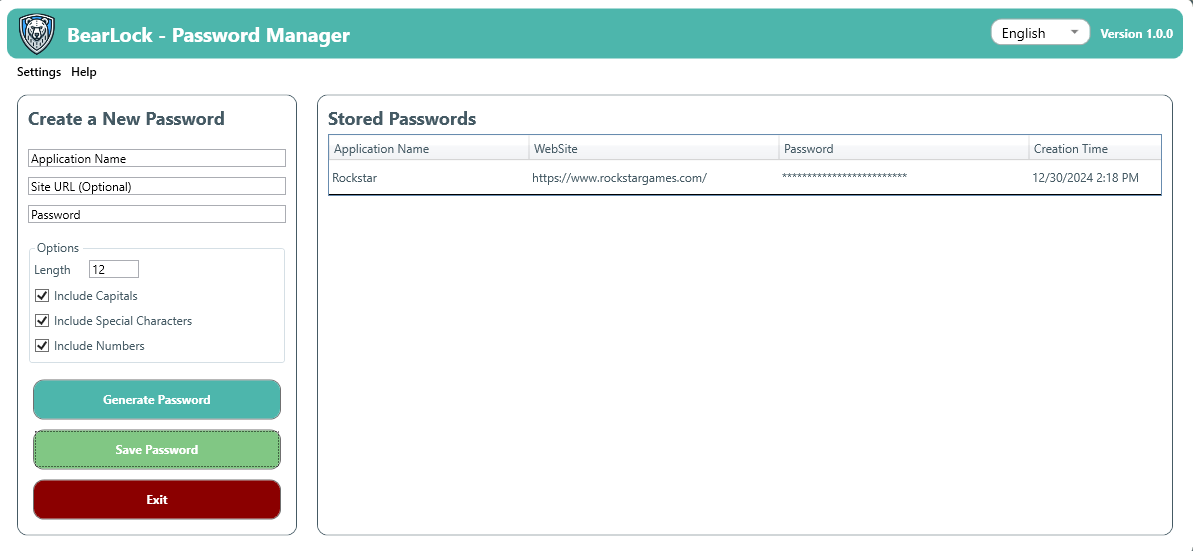 BearLock - Password Manager
English
Version 1.0.0
Settings Help
Create a New Password
Application Name
Site URL (Optional)
Password
Options
Length 12
Include Capitals
Include Special Characters
Include Numbers
Generate Password
Save Password
Exit
Stored Passwords
Application Name WebSite Password Creation Time
Rockstar https://www.rockstargames.com/ ************************* 12/30/2024 2:18 PM